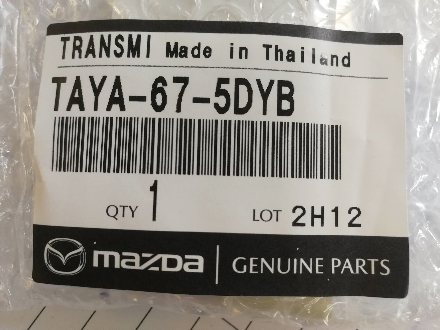 TRANSMI Made in Thailand
TAYA-67-5DYB
QTY 1 LOT 2H12
mazda GENUINE PARTS